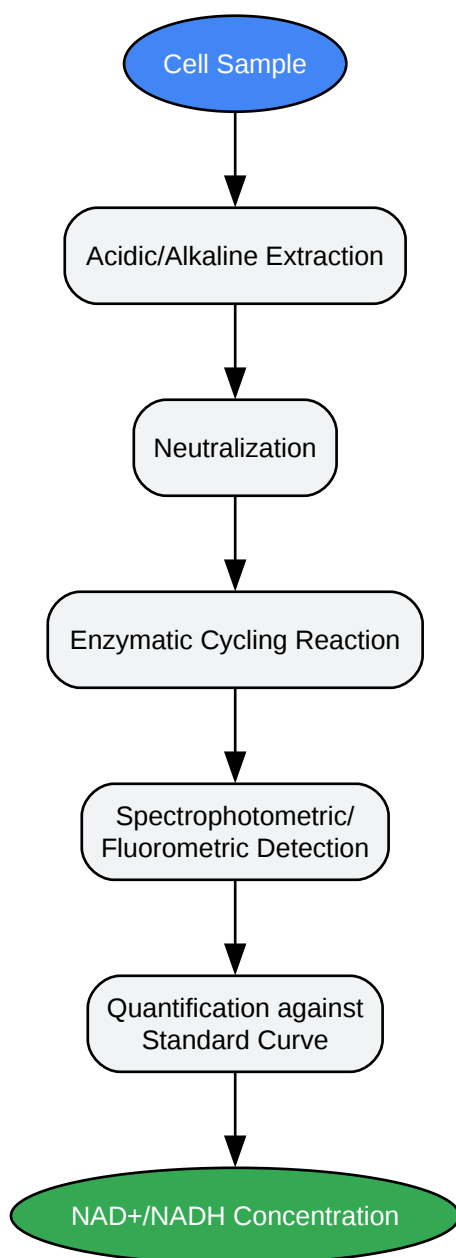 Cell Sample
Acidic/Alkaline Extraction
Neutralization
Enzymatic Cycling Reaction
Spectrophotometric/
Fluorometric Detection
Quantification against
Standard Curve
NAD+/NADH Concentration